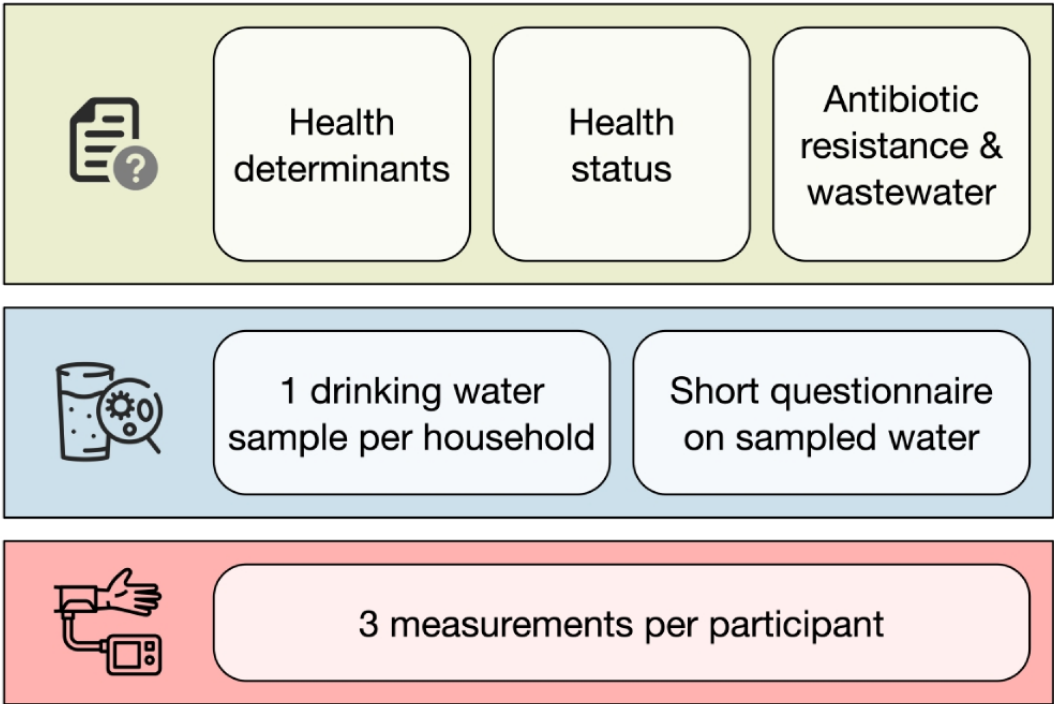 Health
determinants
Health
status
Antibiotic
resistance &
wastewater
?
1 drinking water
sample per household
Short questionnaire
on sampled water
3 measurements per participant